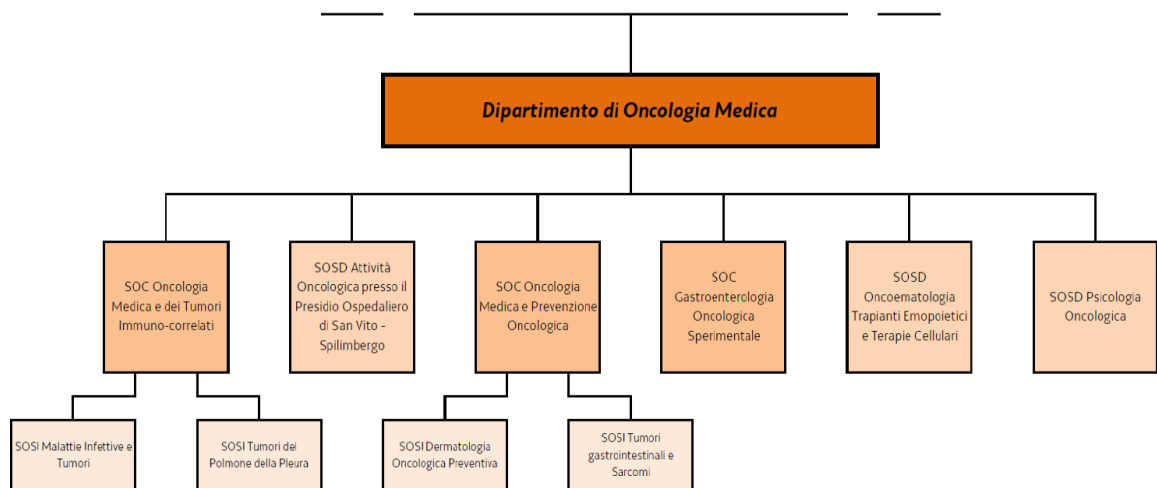 Dipartimento di Oncologia Medica
SOC Oncologia
Medica e dei Tumori
Immuno-correlati
SOSD Attività
Oncologica presso il
Presidio Ospedaliero
di San Vito -
Spilimbergo
SOC Oncologia
Medica e Prevenzione
Oncologica
SOC
Gastroenterologia
Oncologica
Sperimentale
SOSD
Oncoematologia
Trapianti Emopoietici
e Terapie Cellulari
SOSD Psicologia
Oncologica
SOSI Malattie Infettive e
Tumori
SOSI Tumori del
Polmone della Pleura
SOSI Dermatologia
Oncologica Preventiva
SOSI Tumori
gastrointestinali e
Sarcomi